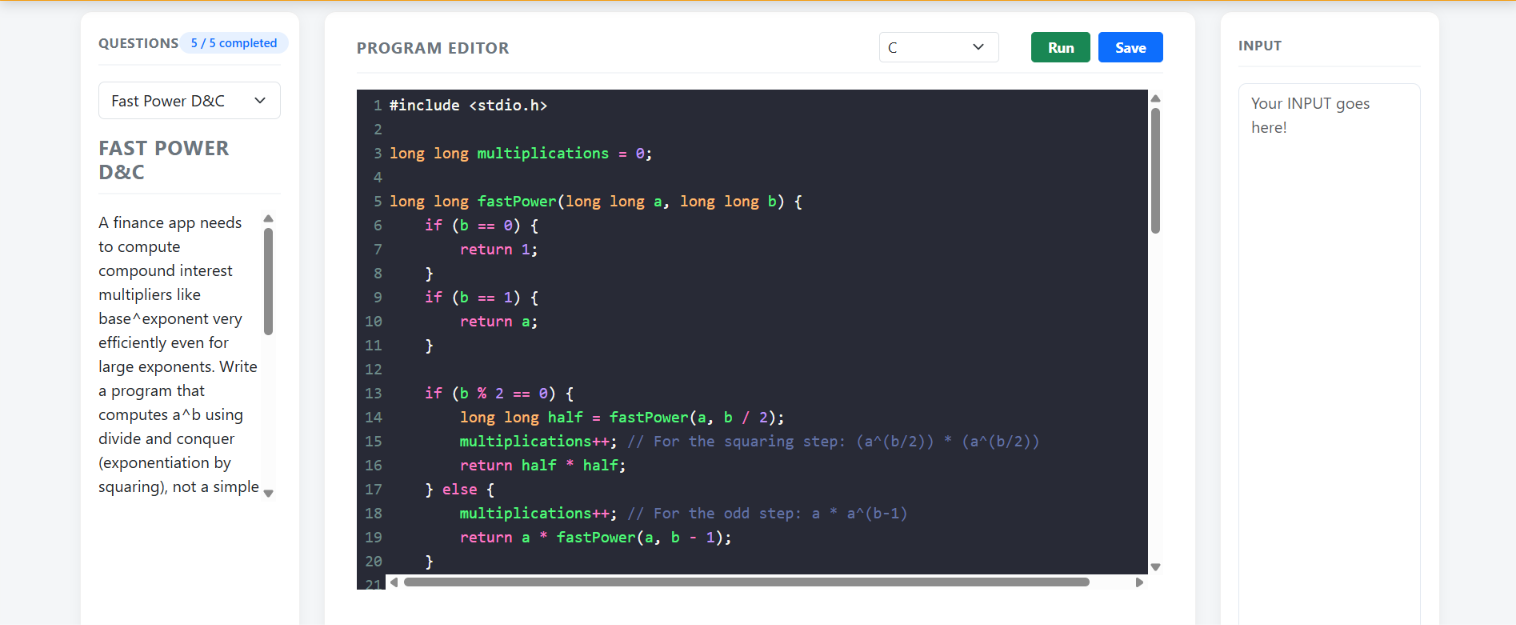 QUESTIONS 5 / 5 completed
Fast Power D&C
FAST POWER
D&C
A finance app needs
to compute
compound interest
multipliers like
base^exponent very
efficiently even for
large exponents. Write
a program that
computes a^b using
divide and conquer
(exponentiation by
squaring), not a simple
PROGRAM EDITOR
C
Run
Save
1 #include <stdio.h>
2
3 long long multiplications = 0;
4
5 long long fastPower(long long a, long long b) {
6     if (b == 0) {
7         return 1;
8     }
9     if (b == 1) {
10         return a;
11     }
12
13     if (b % 2 == 0) {
14         long long half = fastPower(a, b / 2);
15         multiplications++; // For the squaring step: (a^(b/2)) * (a^(b/2))
16         return half * half;
17     } else {
18         multiplications++; // For the odd step: a * a^(b-1)
19         return a * fastPower(a, b - 1);
20     }
21
INPUT
Your INPUT goes
here!